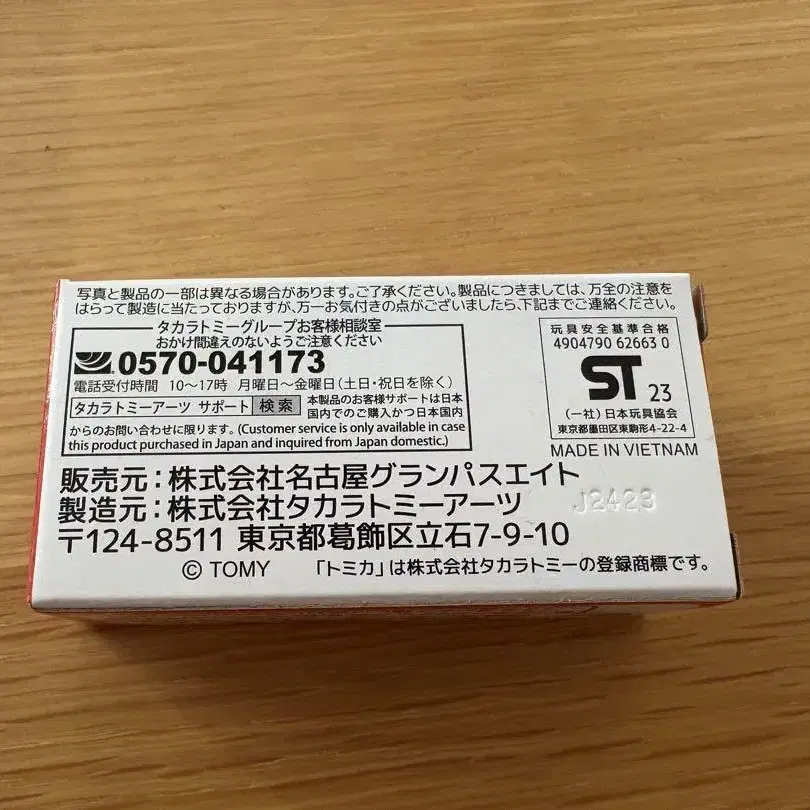 写真と製品の一部は異なる場合があります。ご了承ください。製品につきましては、万全の注意を
はらって製造に当たっておりますが、万一お気付きの点がございましたら、下記までご連絡ください。
タカラトミーグループお客様相談室
おかけ間違えのないようご注意ください
0570-041173
電話受付時間 10〜17時 月曜日〜金曜日(土日・祝日を除く)
タカラトミーアーツ サポート 検索
本製品のお客様サポートは日本
国内でのご購入かつ日本国内
からのお問い合わせに限ります。(Customer service is only available in case
this product purchased in Japan and inquired from Japan domestic.)
玩具安全基準合格
4904790 62663 0
ST 23
(一社)日本玩具協会
東京都墨田区東駒形4-22-4
MADE IN VIETNAM
販売元:株式会社名古屋グランパスエイト
製造元:株式会社タカラトミーアーツ
J2423
〒124-8511 東京都葛飾区立石7-9-10
© TOMY 「トミカ」は株式会社タカラトミーの登録商標です。